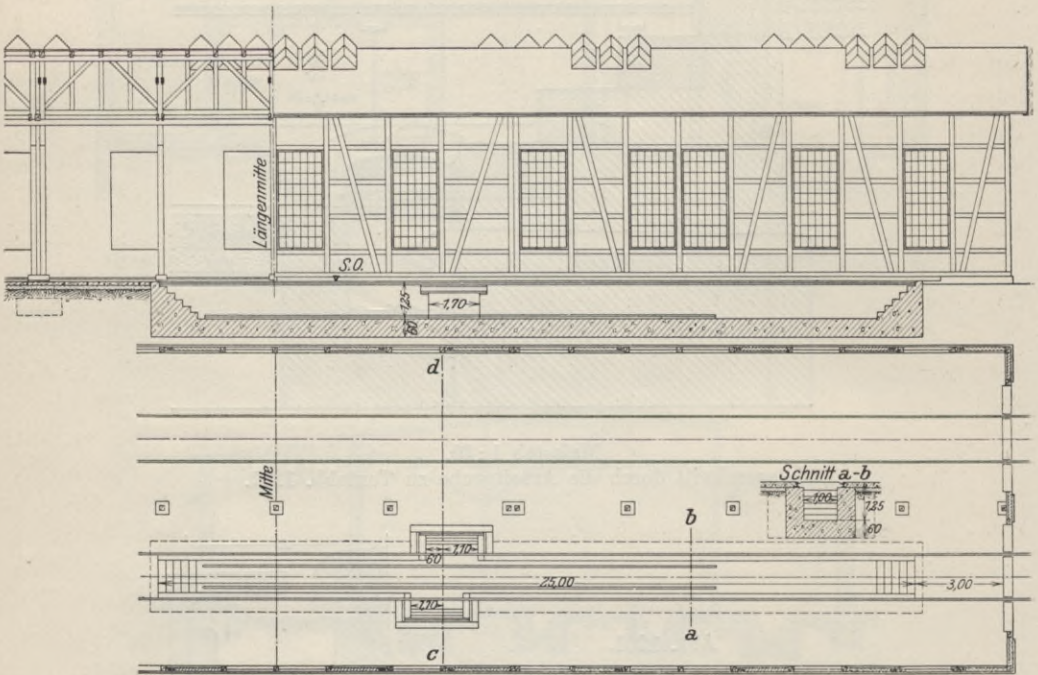 Längenmitte
S.O.
1,25
1,70
60
d
Mitte
Schnitt a-b
1,00
1,25
60
b
1,10
60
25,00
3,00
1,10
a
c